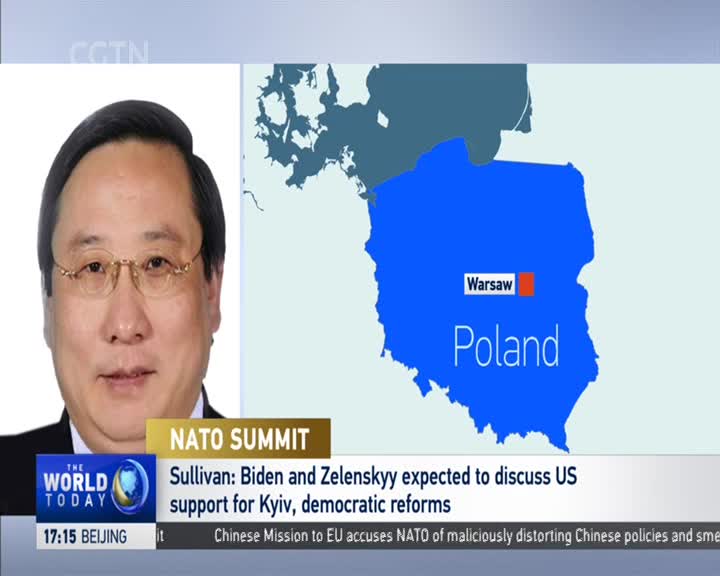 CGTN
Warsaw
Poland
NATO SUMMIT
Sullivan: Biden and Zelenskyy expected to discuss US
support for Kyiv, democratic reforms
THE
WORLD
TODAY
17:15 BEIJING
it Chinese Mission to EU accuses NATO of maliciously distorting Chinese policies and sme